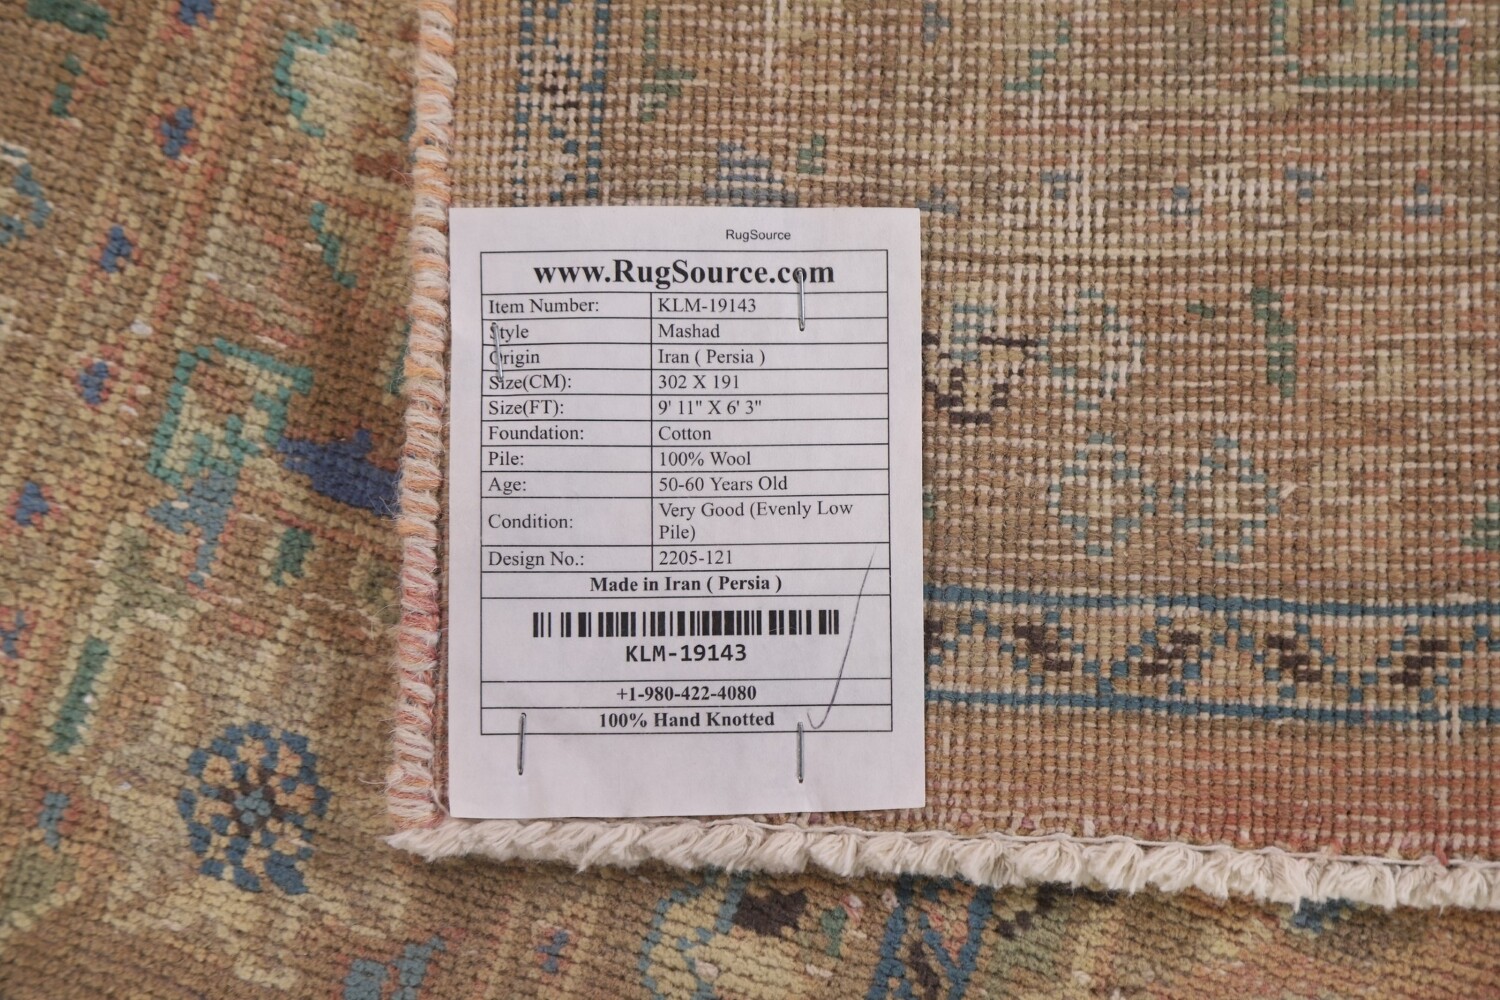 RugSource
www.RugSource.com
Item Number: KLM-19143
Style Mashad
Origin Iran ( Persia )
Size(CM): 302 X 191
Size(FT): 9' 11" X 6' 3"
Foundation: Cotton
Pile: 100% Wool
Age: 50-60 Years Old
Condition: Very Good (Evenly Low
Pile)
Design No.: 2205-121
Made in Iran ( Persia )
KLM-19143
+1-980-422-4080
100% Hand Knotted